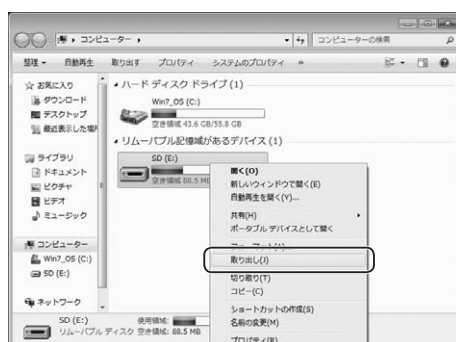 コンピューター
コンピューターの検索
整理
自動再生
取り出す
プロパティ
システムのプロパティ
»
お気に入り
ダウンロード
デスクトップ
最近表示した場所
ライブラリ
ドキュメント
ピクチャ
ビデオ
ミュージック
コンピューター
Win7_OS (C:)
SD (E:)
ネットワーク
ハード ディスク ドライブ (1)
Win7_OS (C:)
空き領域 43.6 GB/55.8 GB
リムーバブル記憶域があるデバイス (1)
SD (E:)
空き領域 88.5 MB
開く(O)
新しいウィンドウで開く(E)
自動再生を開く(Y)...
共有(H)
ポータブル デバイスとして開く
取り出し(J)
切り取り(T)
コピー(C)
ショートカットの作成(S)
名前の変更(M)
プロパティ(R)
SD (E:)
使用領域:
リムーバブル ディスク 空き領域: 88.5 MB